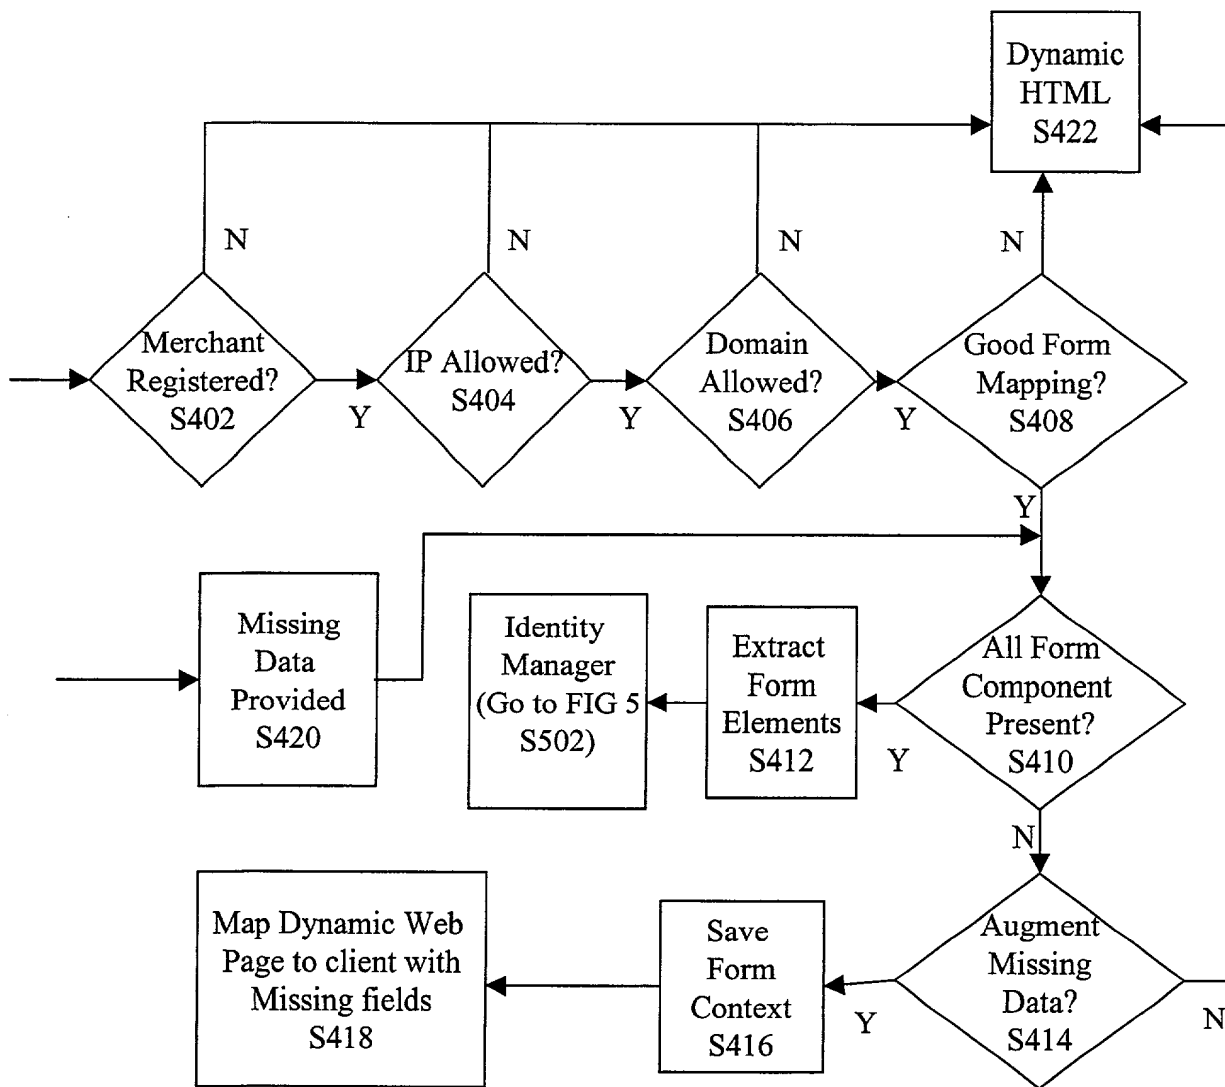 Dynamic
HTML
S422
N
N
N
N
Merchant
Registered?
S402
Y
IP Allowed?
S404
Y
Domain
Allowed?
S406
Y
Good Form
Mapping?
S408
Y
Missing
Data
Provided
S420
Identity
Manager
(Go to FIG 5
S502)
Extract
Form
Elements
S412
Y
All Form
Component
Present?
S410
N
Map Dynamic Web
Page to client with
Missing fields
S418
Save
Form
Context
S416
Y
Augment
Missing
Data?
S414
N